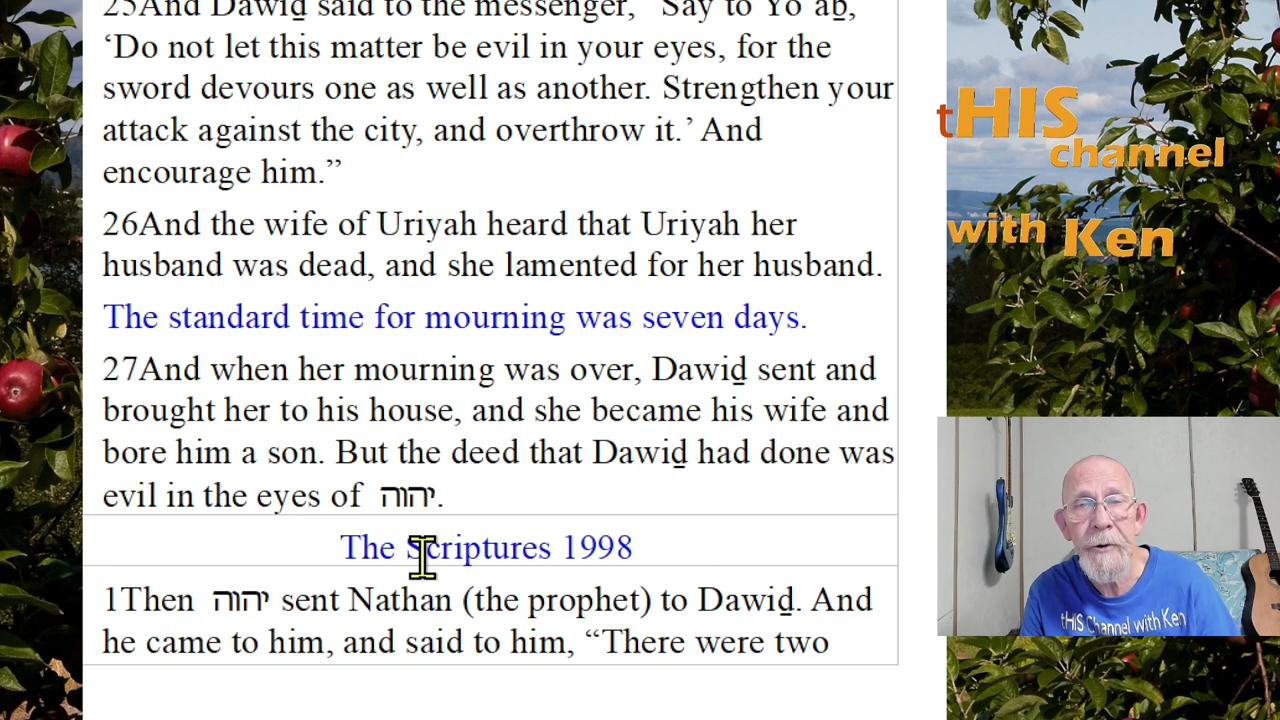 25And Dawiḏ said to the messenger, “Say to Yo’aḇ,
‘Do not let this matter be evil in your eyes, for the
sword devours one as well as another. Strengthen your
attack against the city, and overthrow it.’ And
encourage him.”
26And the wife of Uriyah heard that Uriyah her
husband was dead, and she lamented for her husband.
The standard time for mourning was seven days.
27And when her mourning was over, Dawiḏ sent and
brought her to his house, and she became his wife and
bore him a son. But the deed that Dawiḏ had done was
evil in the eyes of יהוה.
The Scriptures 1998
1Then יהוה sent Nathan (the prophet) to Dawiḏ. And
he came to him, and said to him, “There were two
tHIS
channel
with Ken
tHIS Channel with Ken